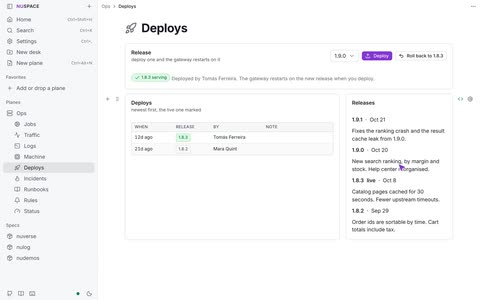 NUSPACE
Home Ctrl+Shift+H
Search Ctrl+K
Settings Ctrl+,
New desk
New plane Ctrl+Alt+N
Favorites
Add or drop a plane
Planes
Ops
Jobs
Traffic
Logs
Machine
Deploys
Incidents
Runbooks
Rules
Status
Specs
nuverse
nulog
nudemos
Ops › Deploys
Deploys
Release
deploy one and the gateway restarts on it
1.9.0
Deploy
Roll back to 1.8.3
1.8.3 serving
Deployed by Tomás Ferreira. The gateway restarts on the new release when you deploy.
Deploys
newest first, the live one marked
WHEN RELEASE BY NOTE
12d ago 1.8.3 Tomás Ferreira
21d ago 1.8.3 Mara Quint
Releases
1.9.1 · Oct 21
Fixes the ranking crash and the result
cache leak from 1.9.0.
1.9.0 · Oct 20
New search ranking, by margin and
stock. Help center reorganised.
1.8.3 live · Oct 8
Catalog pages cached for 30
seconds. Fewer upstream timeouts.
1.8.2 · Sep 29
Order ids are sortable by time. Cart
totals include tax.